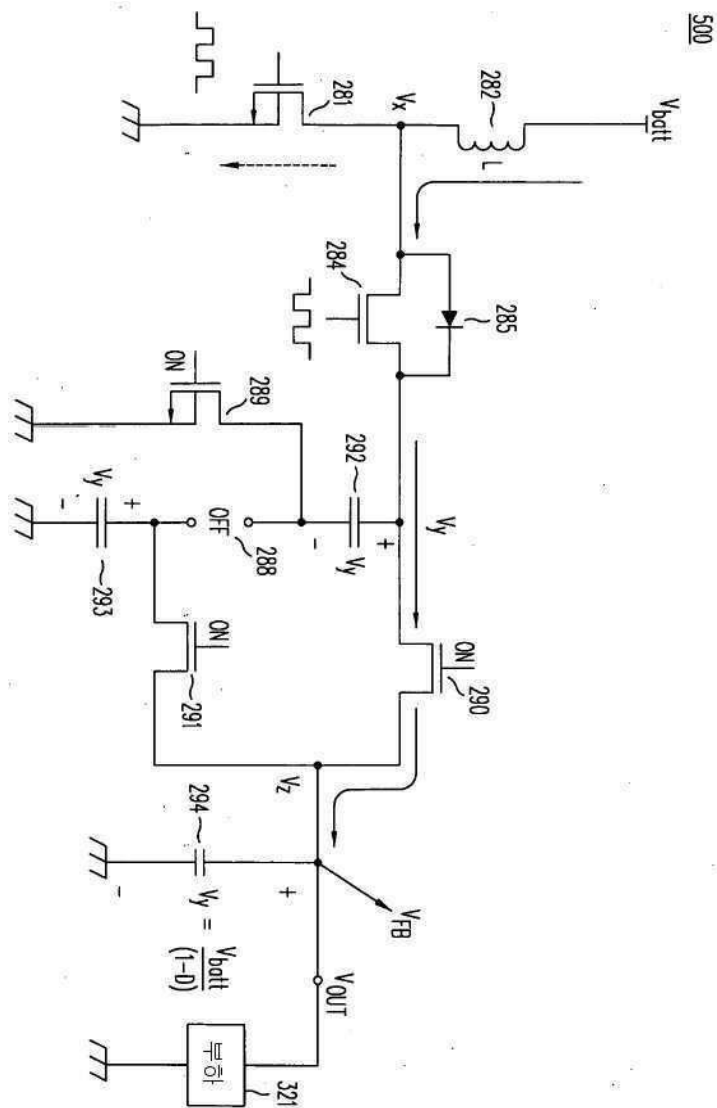 500
Vbatt
282
L
Vx
281
285
284
Vy
ON
290
292
+
Vy
−
289
ON
OFF
288
+
Vy
−
293
ON
291
Vz
294
+
−
Vy = Vbatt/(1-D)
VFB
VOUT
부하
321